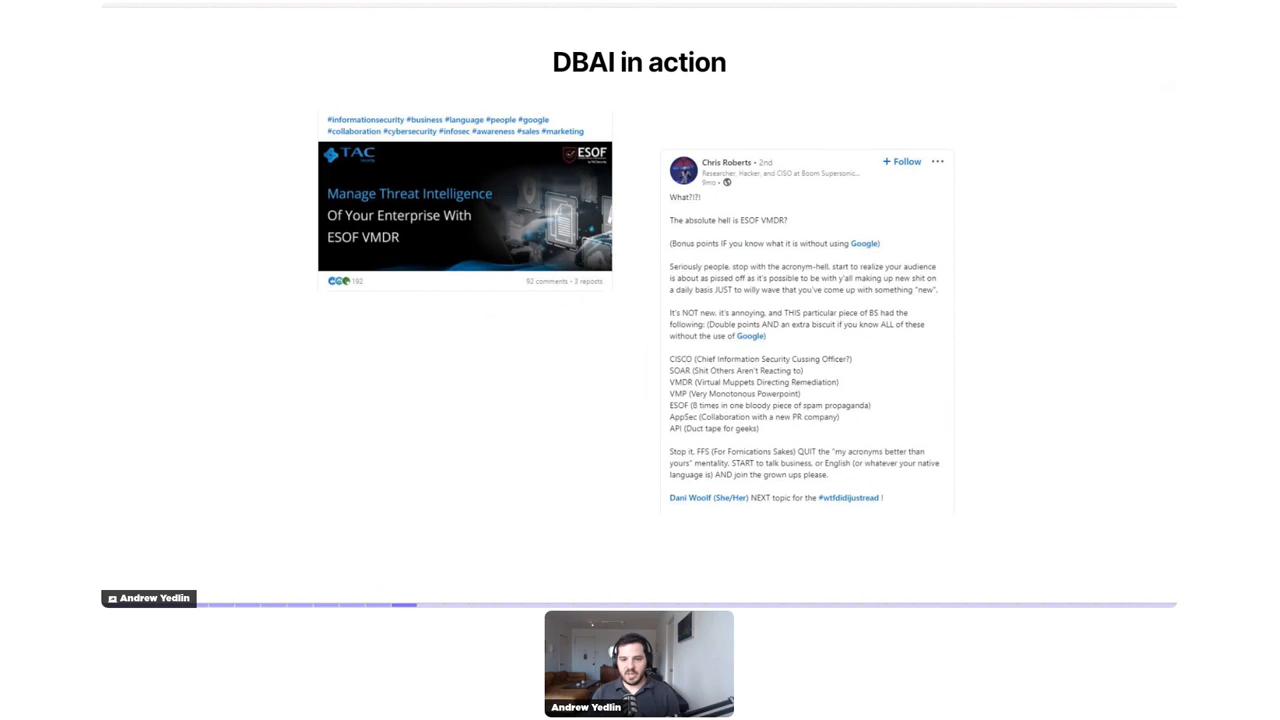 DBAI in action
#informationsecurity #business #language #people #google
#collaboration #cybersecurity #infosec #awareness #sales #marketing
TAC
Security
ESOF
Manage Threat Intelligence
Of Your Enterprise With
ESOF VMDR
192
92 comments • 3 reposts
Chris Roberts • 2nd
+ Follow
Researcher, Hacker, and CISO at Boom Supersonic...
9mo •
What?!?!
The absolute hell is ESOF VMDR?
(Bonus points IF you know what it is without using Google)
Seriously people, stop with the acronym-hell, start to realize your audience
is about as pissed off as it's possible to be with y'all making up new shit on
a daily basis JUST to willy wave that you've come up with something "new".
It's NOT new, it's annoying, and THIS particular piece of BS had the
following: (Double points AND an extra biscuit if you know ALL of these
without the use of Google)
CISCO (Chief Information Security Cussing Officer?)
SOAR (Shit Others Aren't Reacting to)
VMDR (Virtual Muppets Directing Remediation)
VMP (Very Monotonous Powerpoint)
ESOF (8 times in one bloody piece of spam propaganda)
AppSec (Collaboration with a new PR company)
API (Duct tape for geeks)
Stop it, FFS (For Fornications Sakes) QUIT the "my acronyms better than
yours" mentality, START to talk business, or English (or whatever your native
language is) AND join the grown ups please.
Dani Woolf (She/Her) NEXT topic for the #wtfdidijustread !
Andrew Yedlin
Andrew Yedlin